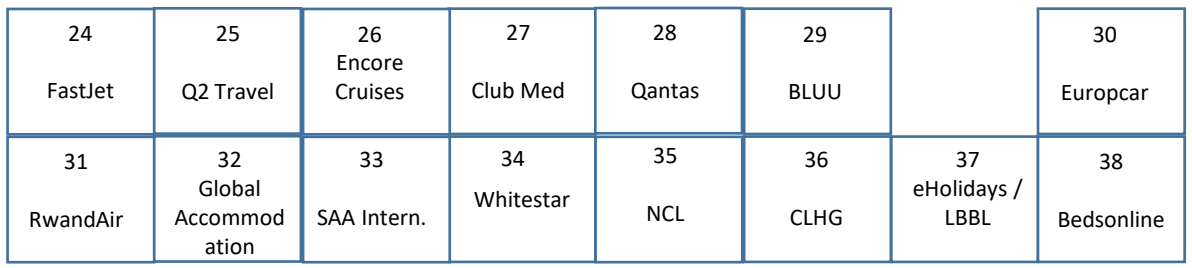 24
FastJet
25
Q2 Travel
26
Encore
Cruises
27
Club Med
28
Qantas
29
BLUU
30
Europcar
31
RwandAir
32
Global
Accommod
ation
33
SAA Intern.
34
Whitestar
35
NCL
36
CLHG
37
eHolidays /
LBBL
38
Bedsonline